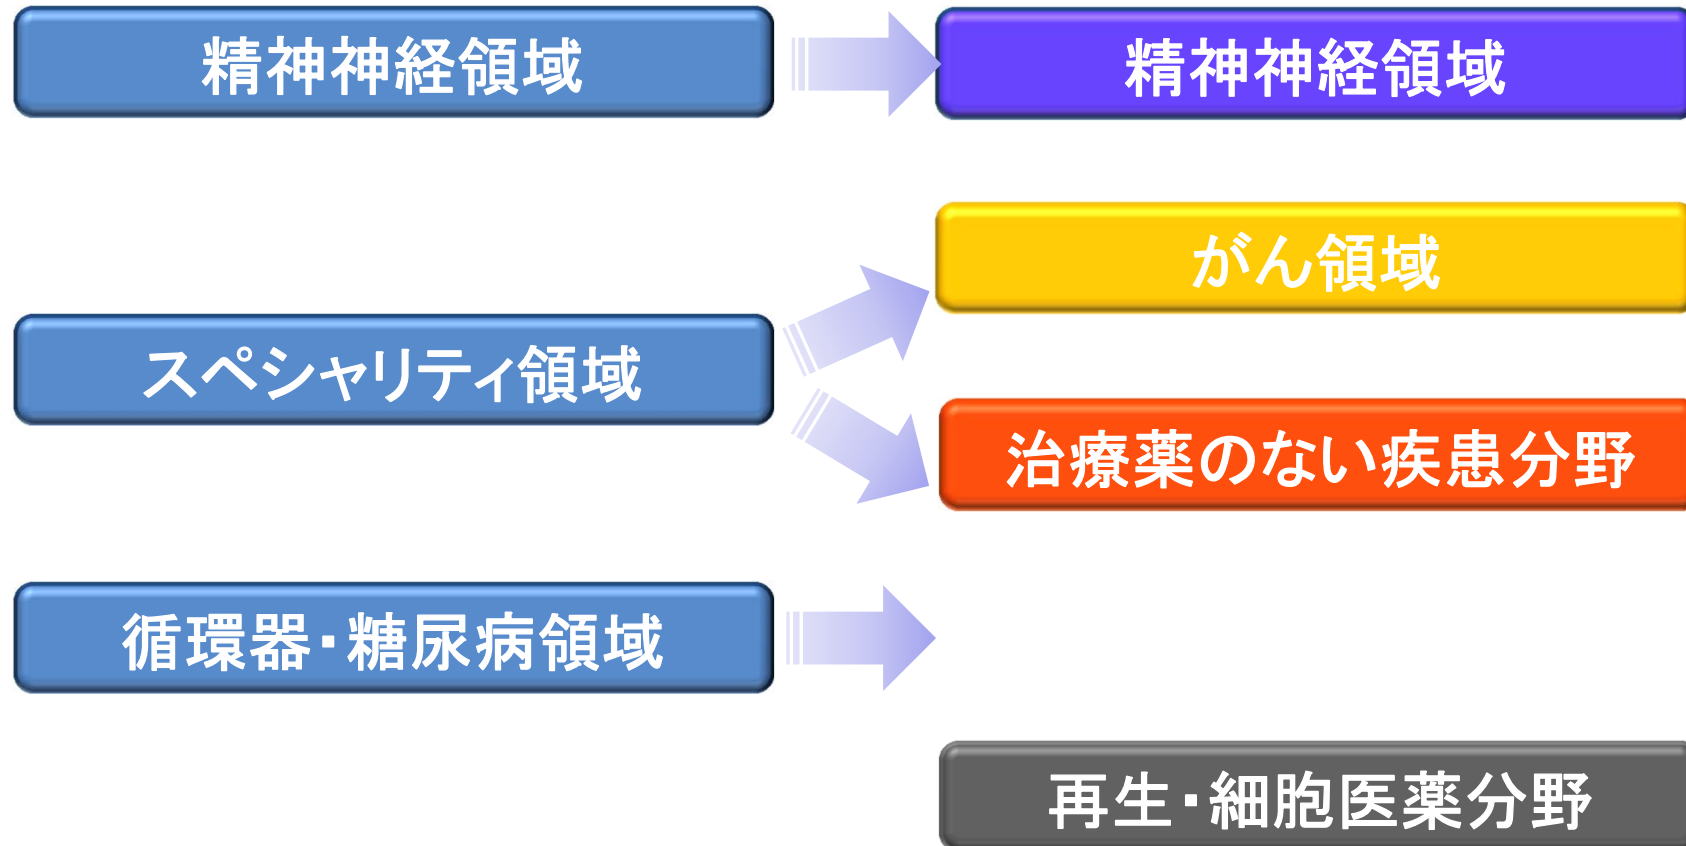 精神神経領域
精神神経領域
がん領域
スペシャリティ領域
治療薬のない疾患分野
循環器・糖尿病領域
再生・細胞医薬分野